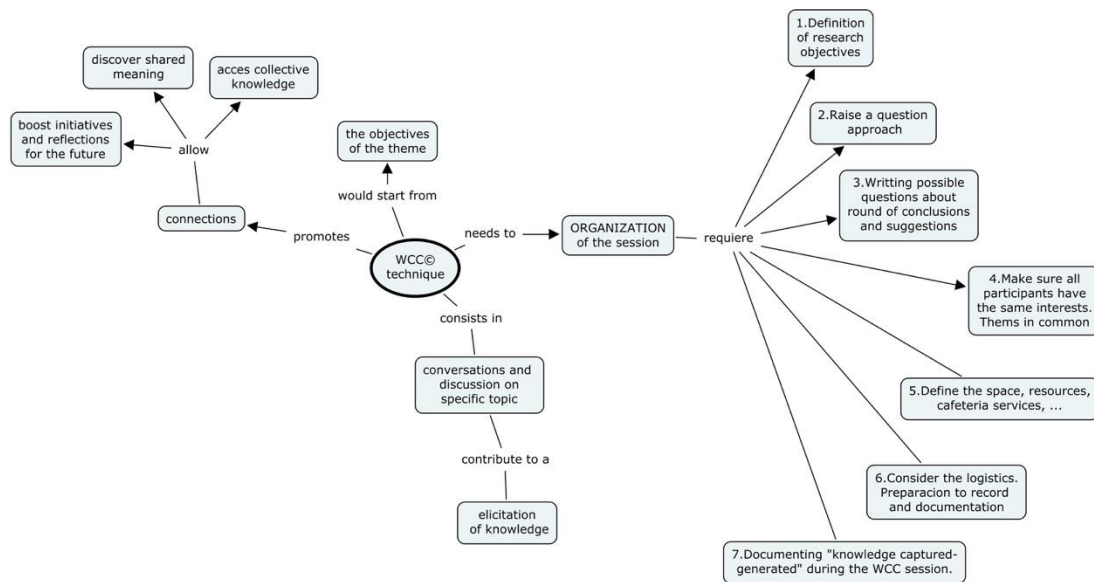 discover shared
meaning
acces collective
knowledge
boost initiatives
and reflections
for the future
allow
connections
promotes
the objectives
of the theme
would start from
WCC©
technique
needs to
ORGANIZATION
of the session
requiere
consists in
conversations and
discussion on
specific topic
contribute to a
elicitation
of knowledge
1.Definition
of research
objectives
2.Raise a question
approach
3.Writting possible
questions about
round of conclusions
and suggestions
4.Make sure all
participants have
the same interests.
Thems in common
5.Define the space, resources,
cafeteria services, ...
6.Consider the logistics.
Preparacion to record
and documentation
7.Documenting "knowledge captured-
generated" during the WCC session.